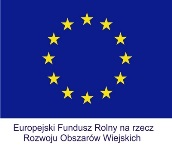 Europejski Fundusz Rolny na rzecz
Rozwoju Obszarów Wiejskich